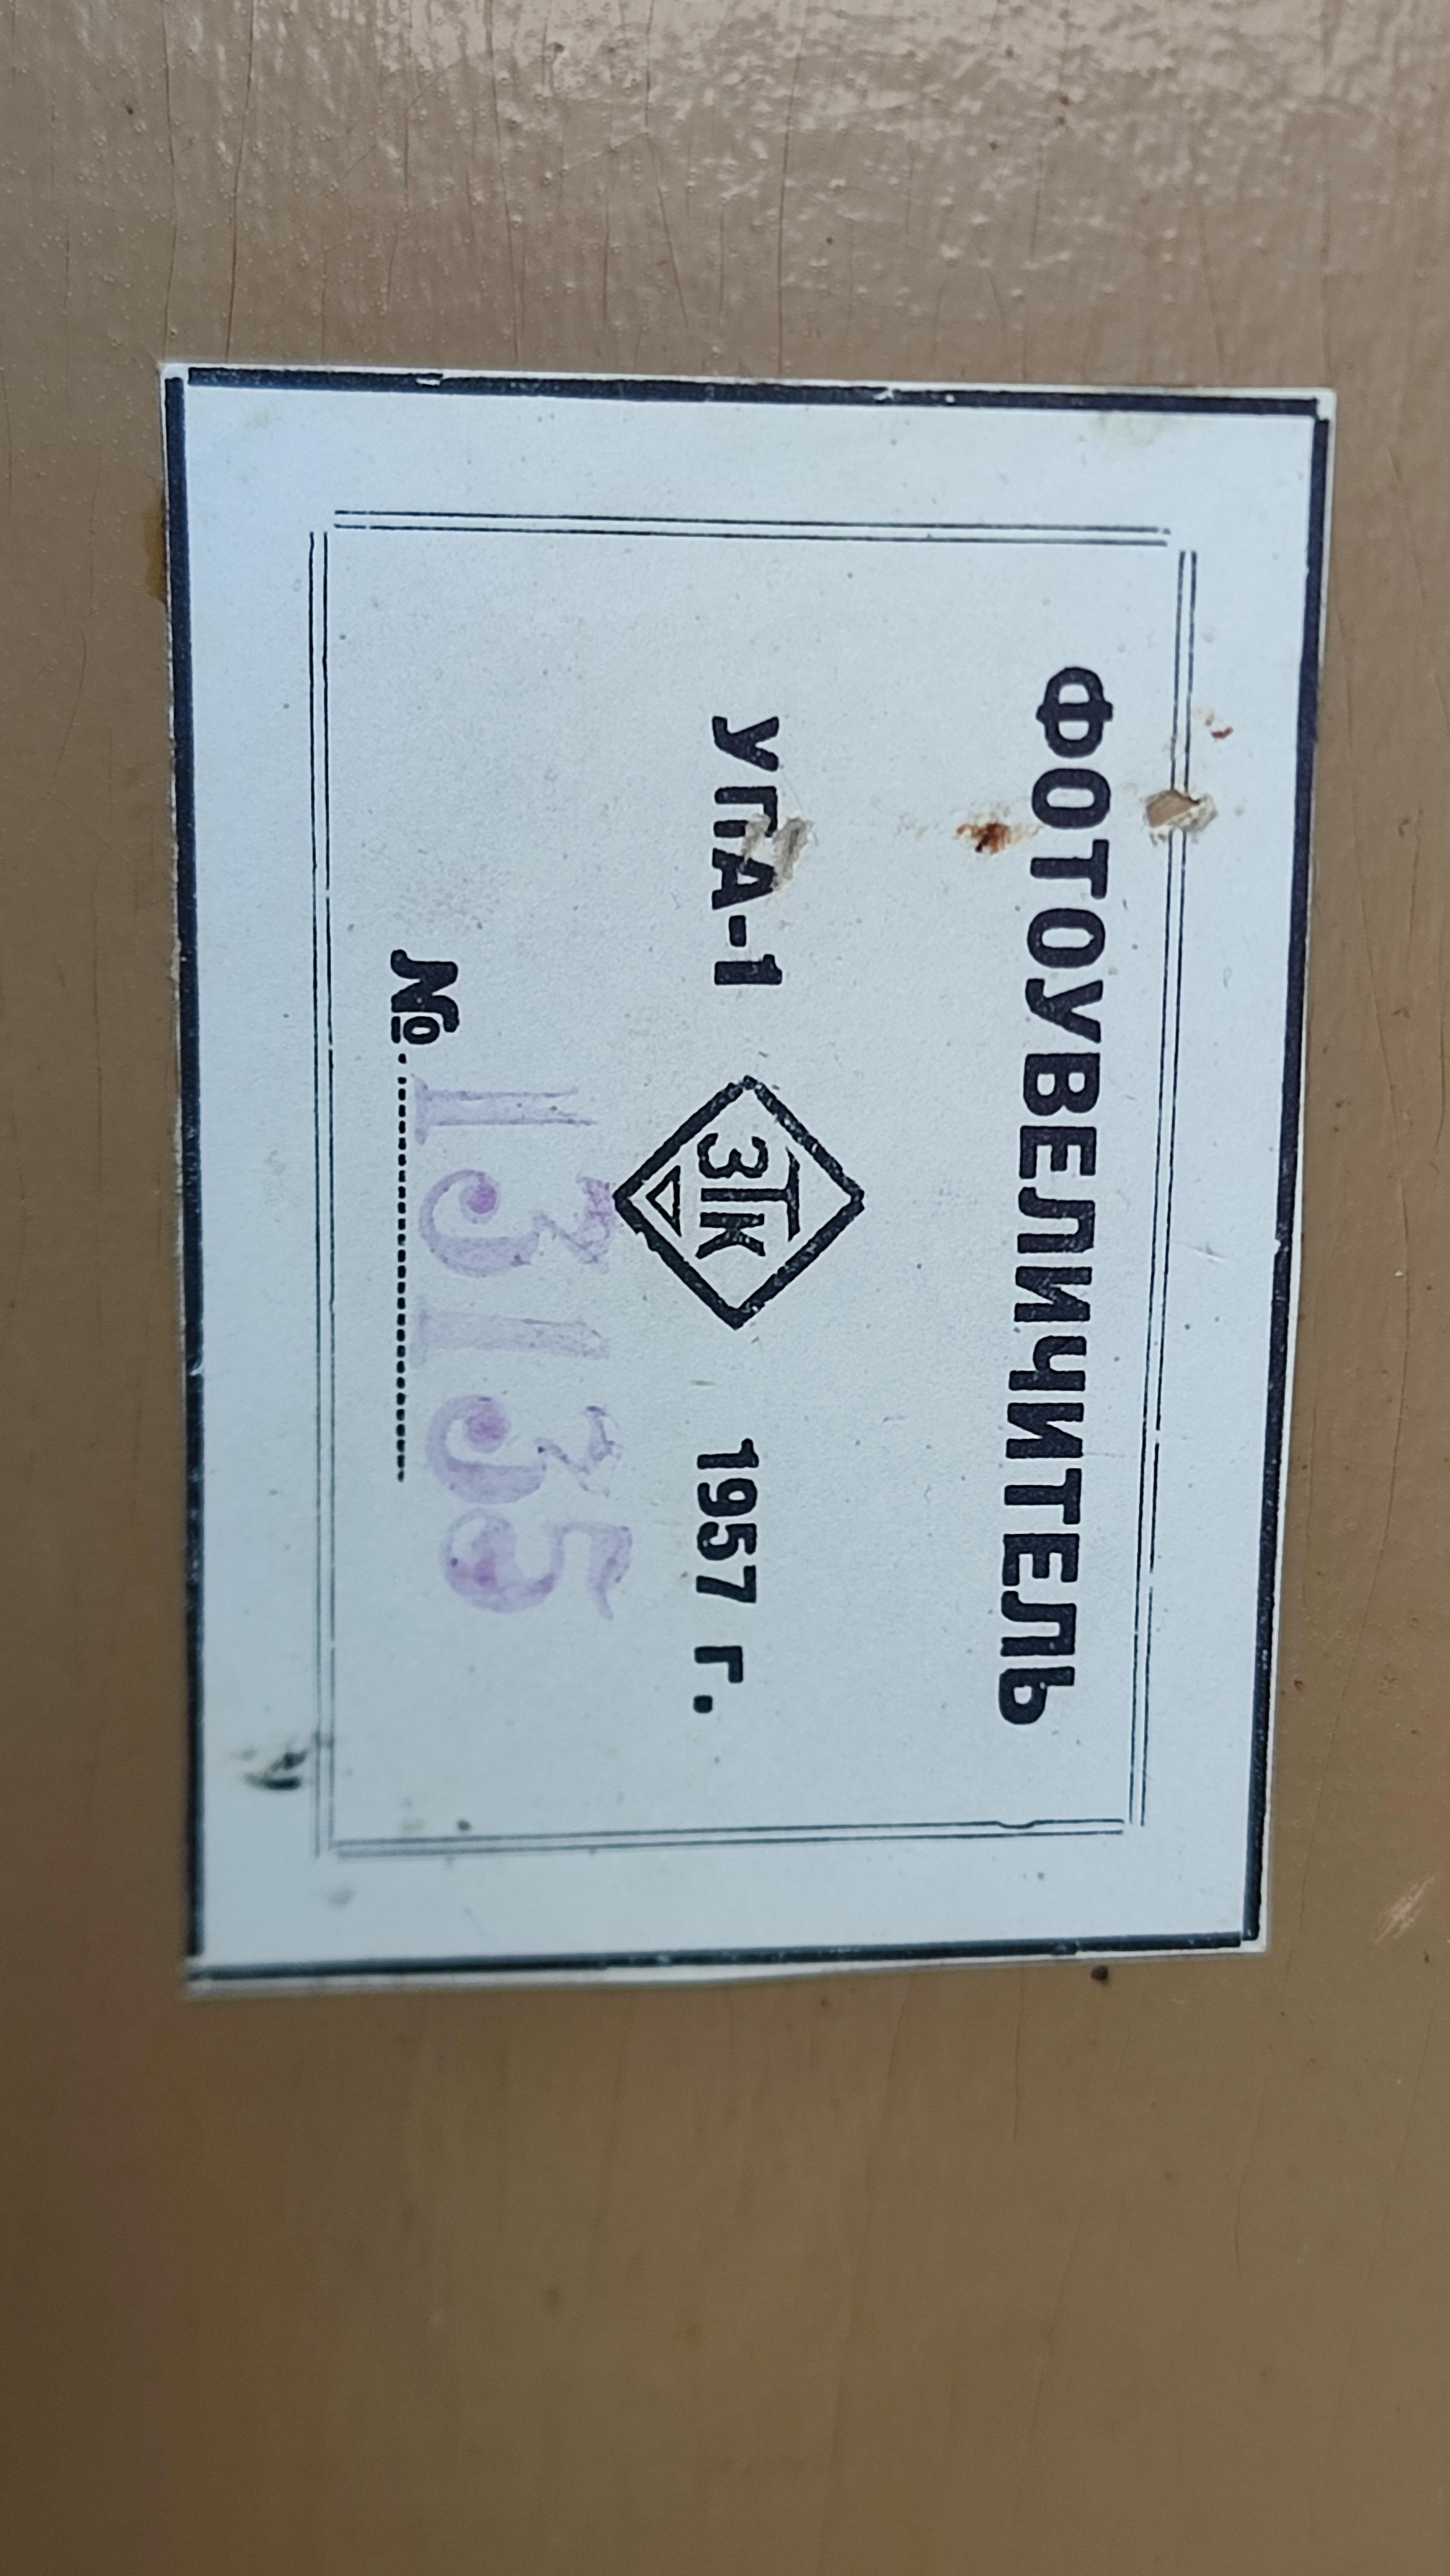 ФОТОУВЕЛИЧИТЕЛЬ
УПА-1 ЗТК 1957 г.
№ 13135